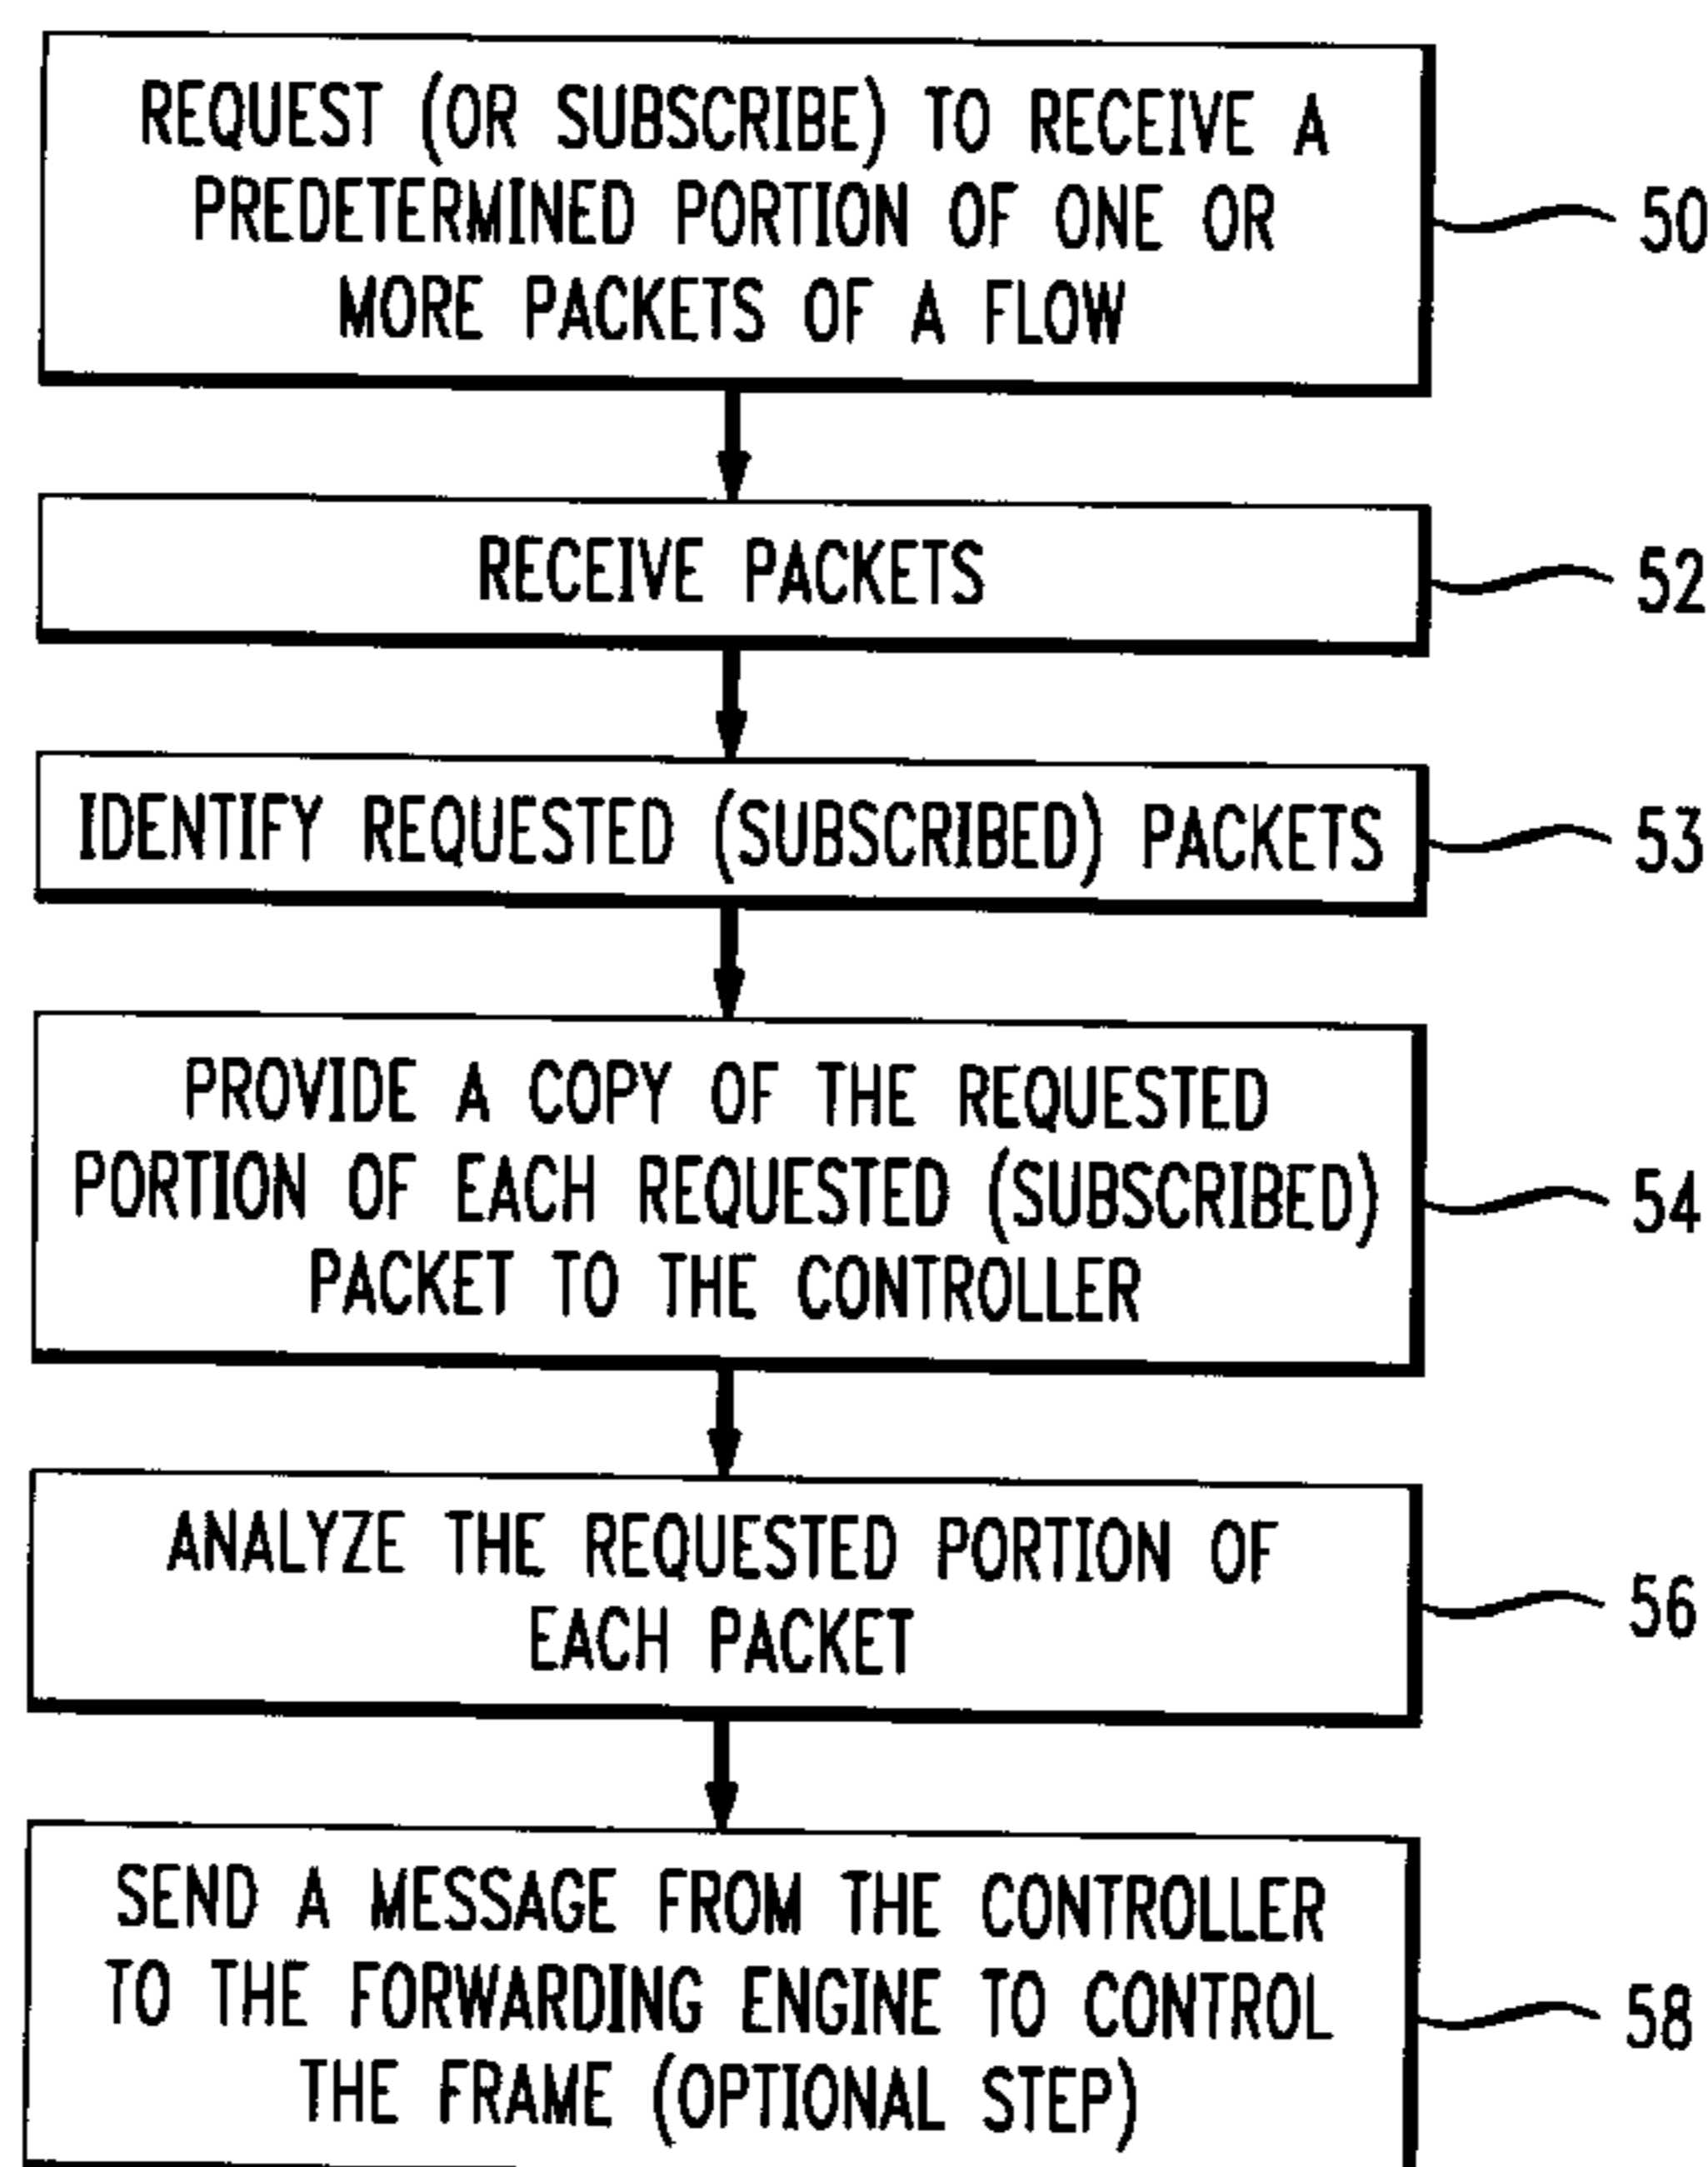 REQUEST (OR SUBSCRIBE) TO RECEIVE A
PREDETERMINED PORTION OF ONE OR
MORE PACKETS OF A FLOW
50
RECEIVE PACKETS
52
IDENTIFY REQUESTED (SUBSCRIBED) PACKETS
53
PROVIDE A COPY OF THE REQUESTED
PORTION OF EACH REQUESTED (SUBSCRIBED)
PACKET TO THE CONTROLLER
54
ANALYZE THE REQUESTED PORTION OF
EACH PACKET
56
SEND A MESSAGE FROM THE CONTROLLER
TO THE FORWARDING ENGINE TO CONTROL
THE FRAME (OPTIONAL STEP)
58